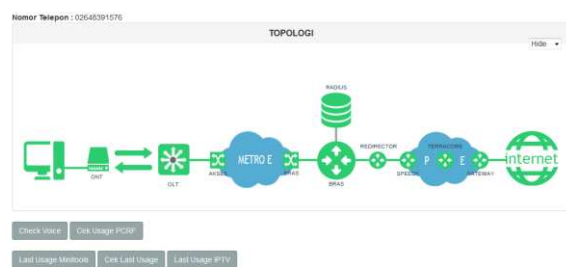 Nomor Telepon : 02648391576
TOPOLOGI
Hide
RADIUS
REDIRECTOR
TERRACORE
METRO E
P
E
internet
ONT
OLT
AKSES
BRAS
BRAS
SPEEDY
GATEWAY
Check Voice
Cek Usage PCRF
Last Usage Minitools
Cek Last Usage
Last Usage IPTV